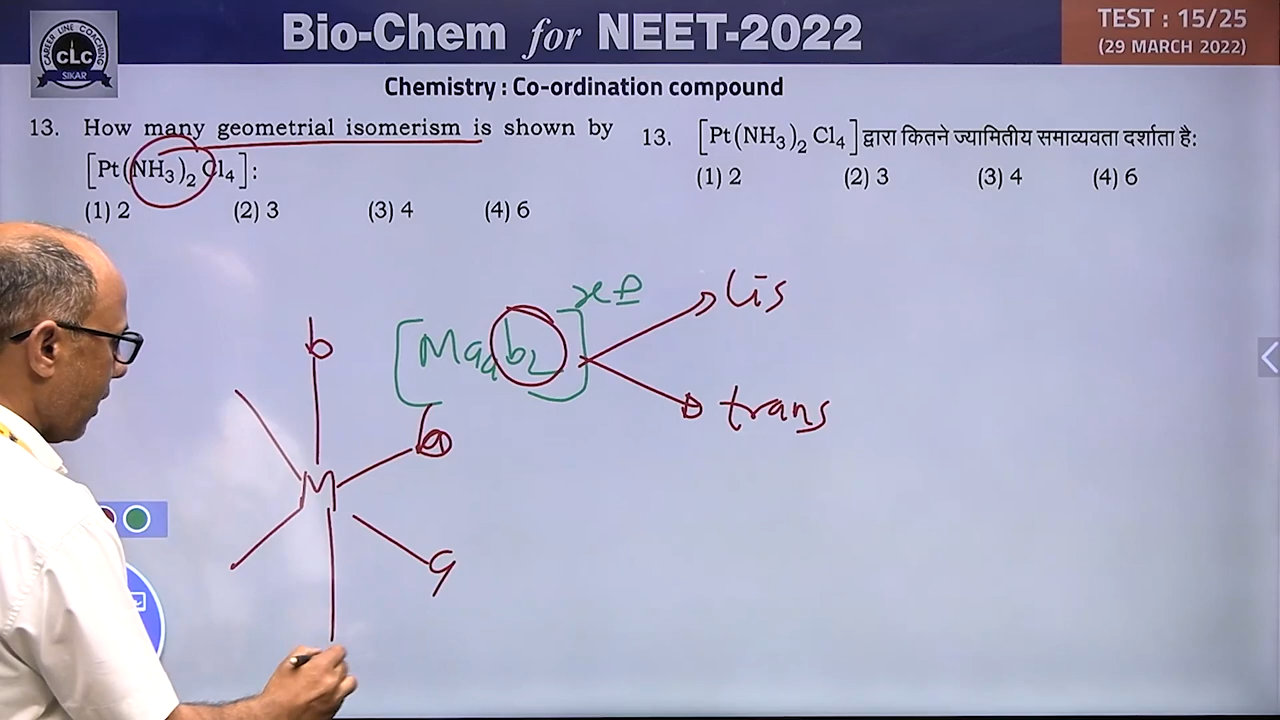 CAREER LINE COACHING
CLC
SIKAR
Bio-Chem for NEET-2022
TEST : 15/25
(29 MARCH 2022)
Chemistry : Co-ordination compound
13. How many geometrial isomerism is shown by
[Pt(NH₃)₂Cl₄]:
(1) 2 (2) 3 (3) 4 (4) 6
13. [Pt(NH₃)₂Cl₄] द्वारा कितने ज्यामितीय समाव्यवता दर्शाता है:
(1) 2 (2) 3 (3) 4 (4) 6
[Ma₄b₂]ˣ±
Cis
trans
b
M
a